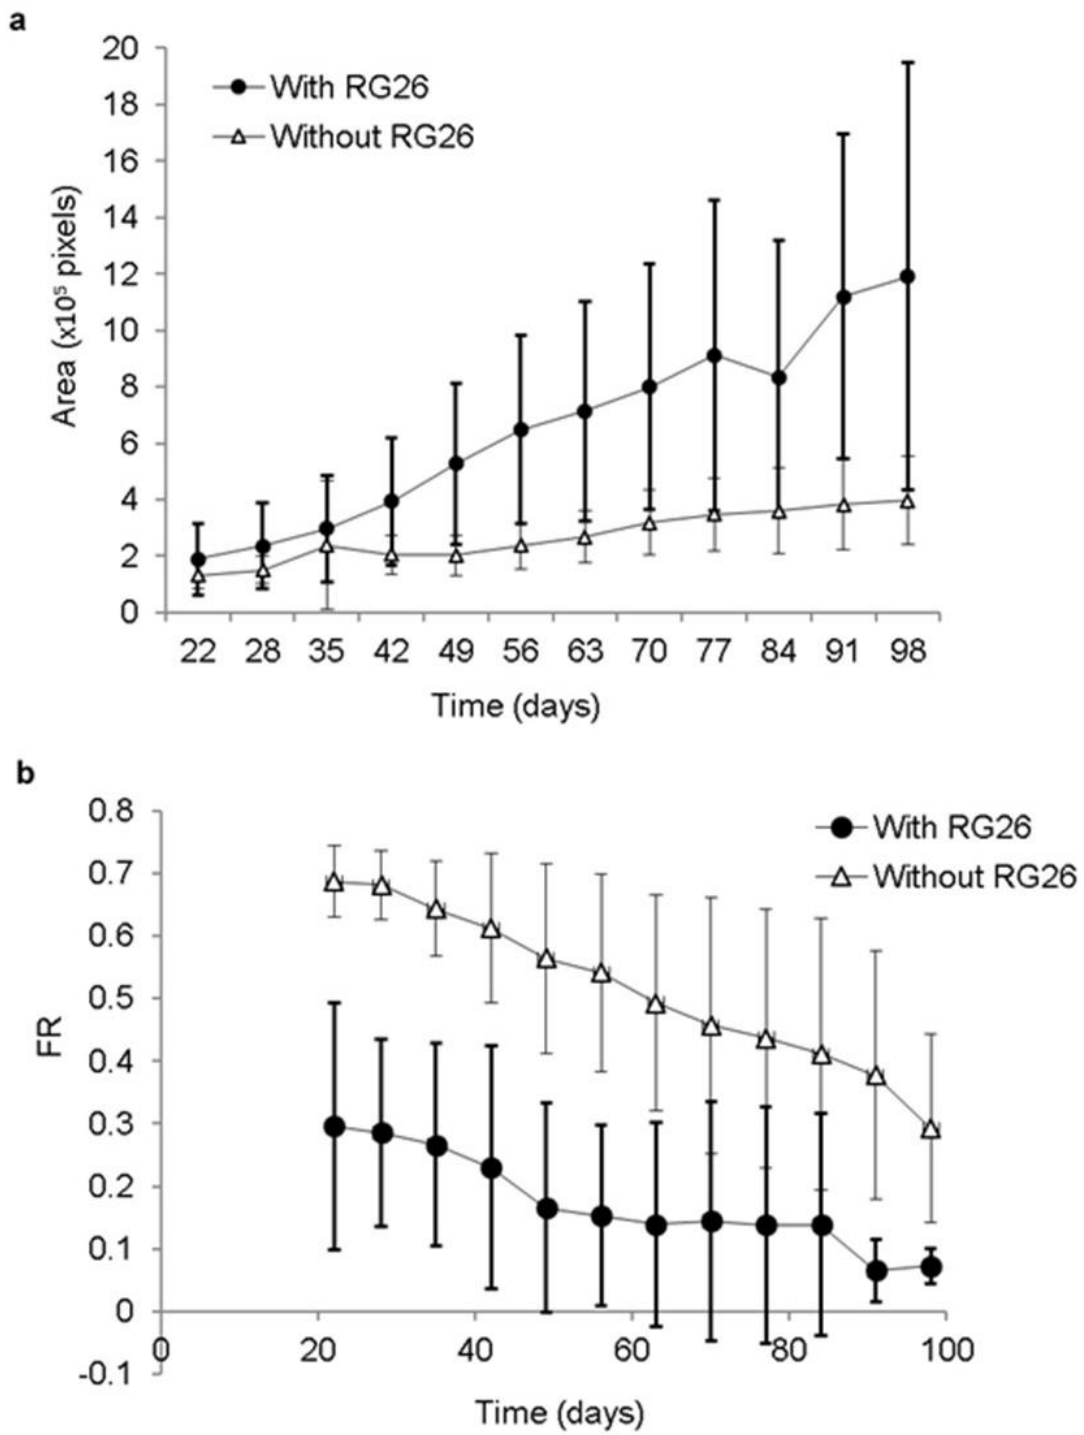 a
20
18
16
14
12
10
8
6
4
2
0
Area (x10⁵ pixels)
With RG26
Without RG26
22 28 35 42 49 56 63 70 77 84 91 98
Time (days)
b
0.8
0.7
0.6
0.5
0.4
0.3
0.2
0.1
0
-0.1
FR
With RG26
Without RG26
0 20 40 60 80 100
Time (days)